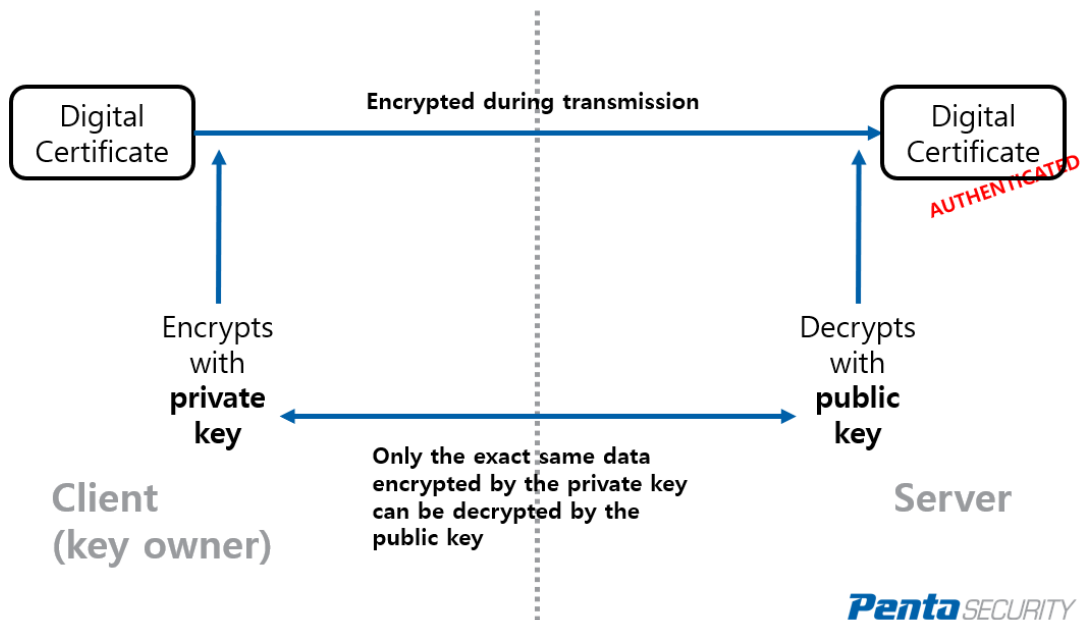 Digital
Certificate
Encrypted during transmission
Digital
Certificate
AUTHENTICATED
Encrypts
with
private
key
Decrypts
with
public
key
Only the exact same data
encrypted by the private key
can be decrypted by the
public key
Client
(key owner)
Server
Penta SECURITY